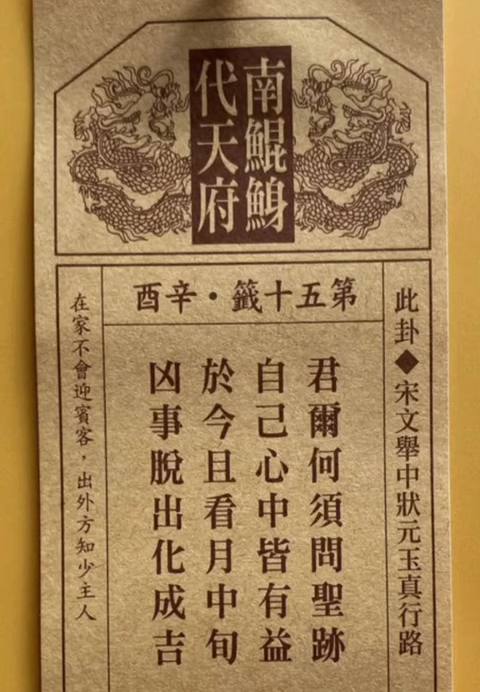 南鯤鯓
代天府
第五十籤・辛酉
此卦◆宋文舉中狀元玉真行路
君爾何須問聖跡
自己心中皆有益
於今且看月中旬
凶事脫出化成吉
在家不會迎賓客，出外方知少主人